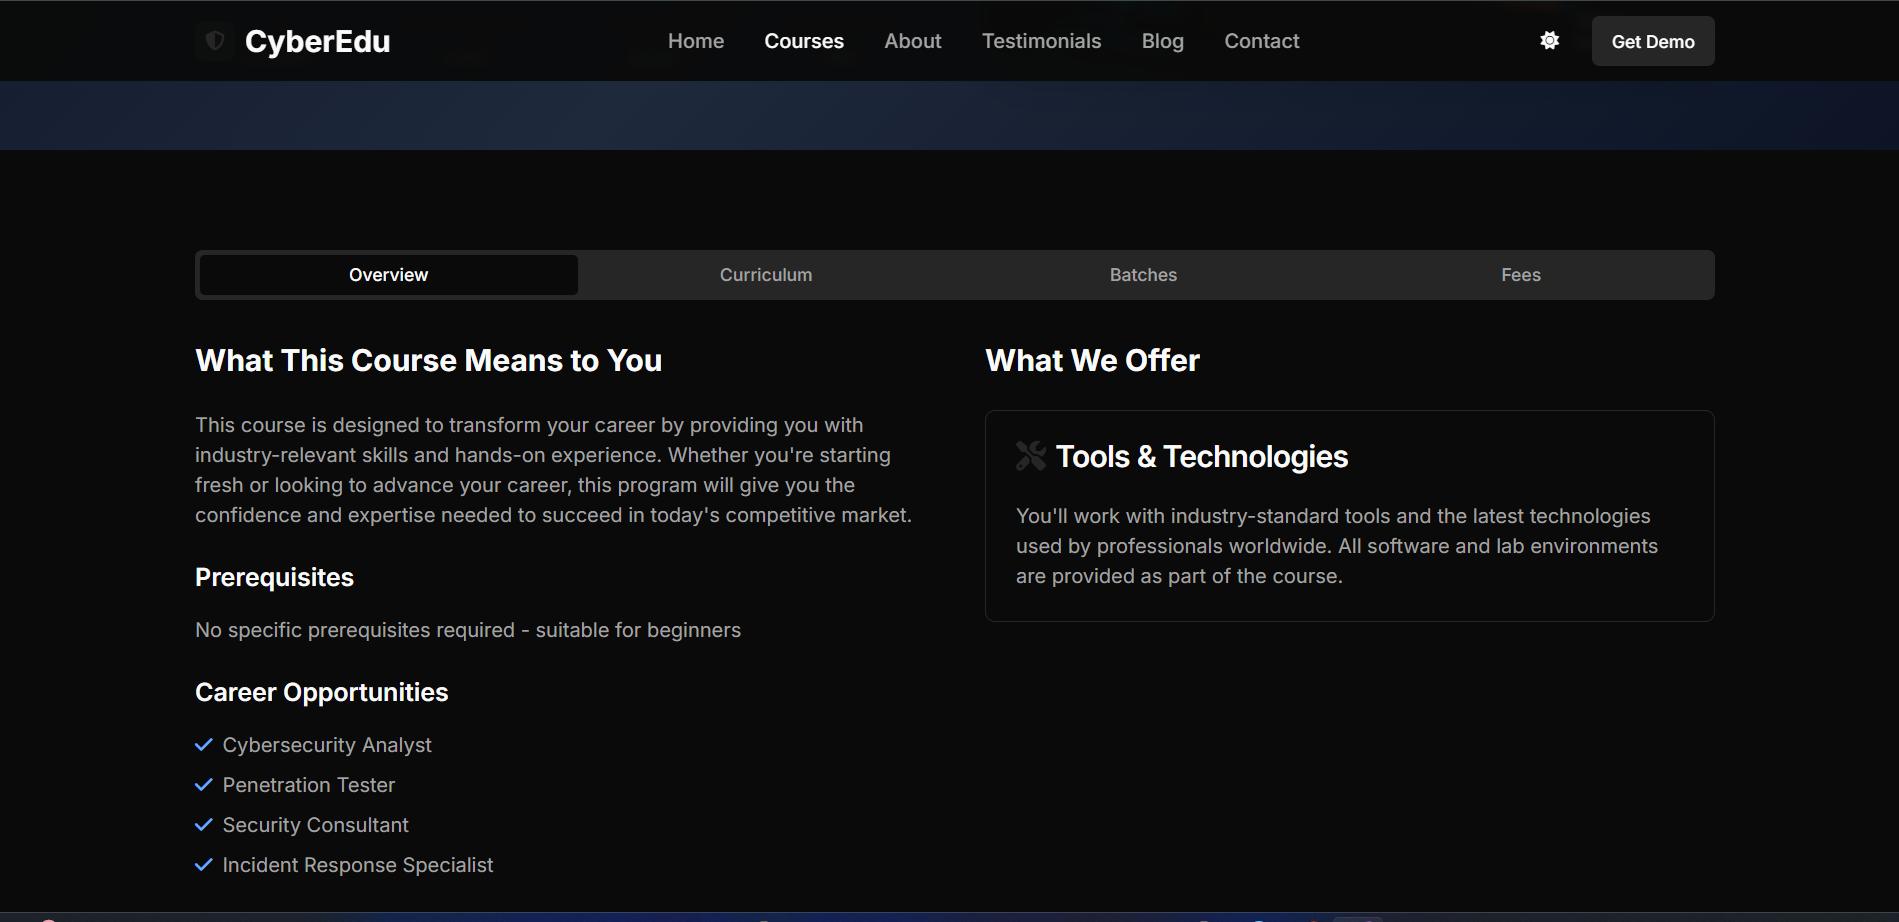 CyberEdu
Home
Courses
About
Testimonials
Blog
Contact
Get Demo
Overview
Curriculum
Batches
Fees
What This Course Means to You
This course is designed to transform your career by providing you with
industry-relevant skills and hands-on experience. Whether you're starting
fresh or looking to advance your career, this program will give you the
confidence and expertise needed to succeed in today's competitive market.
Prerequisites
No specific prerequisites required - suitable for beginners
Career Opportunities
Cybersecurity Analyst
Penetration Tester
Security Consultant
Incident Response Specialist
What We Offer
Tools & Technologies
You'll work with industry-standard tools and the latest technologies
used by professionals worldwide. All software and lab environments
are provided as part of the course.